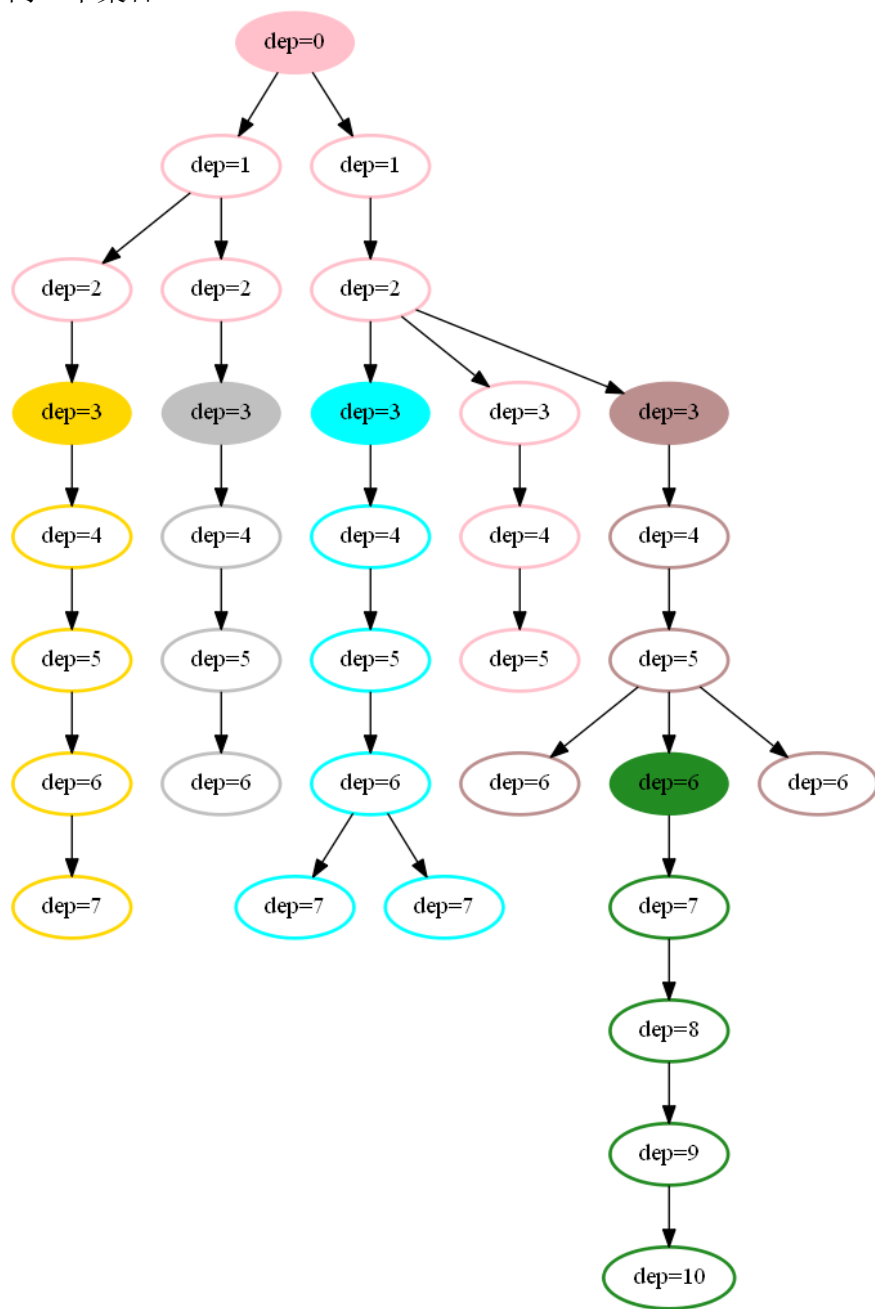 dep=0
dep=1 dep=1
dep=2 dep=2 dep=2
dep=3 dep=3 dep=3 dep=3 dep=3
dep=4 dep=4 dep=4 dep=4 dep=4
dep=5 dep=5 dep=5 dep=5 dep=5
dep=6 dep=6 dep=6 dep=6 dep=6 dep=6
dep=7 dep=7 dep=7 dep=7
dep=8
dep=9
dep=10